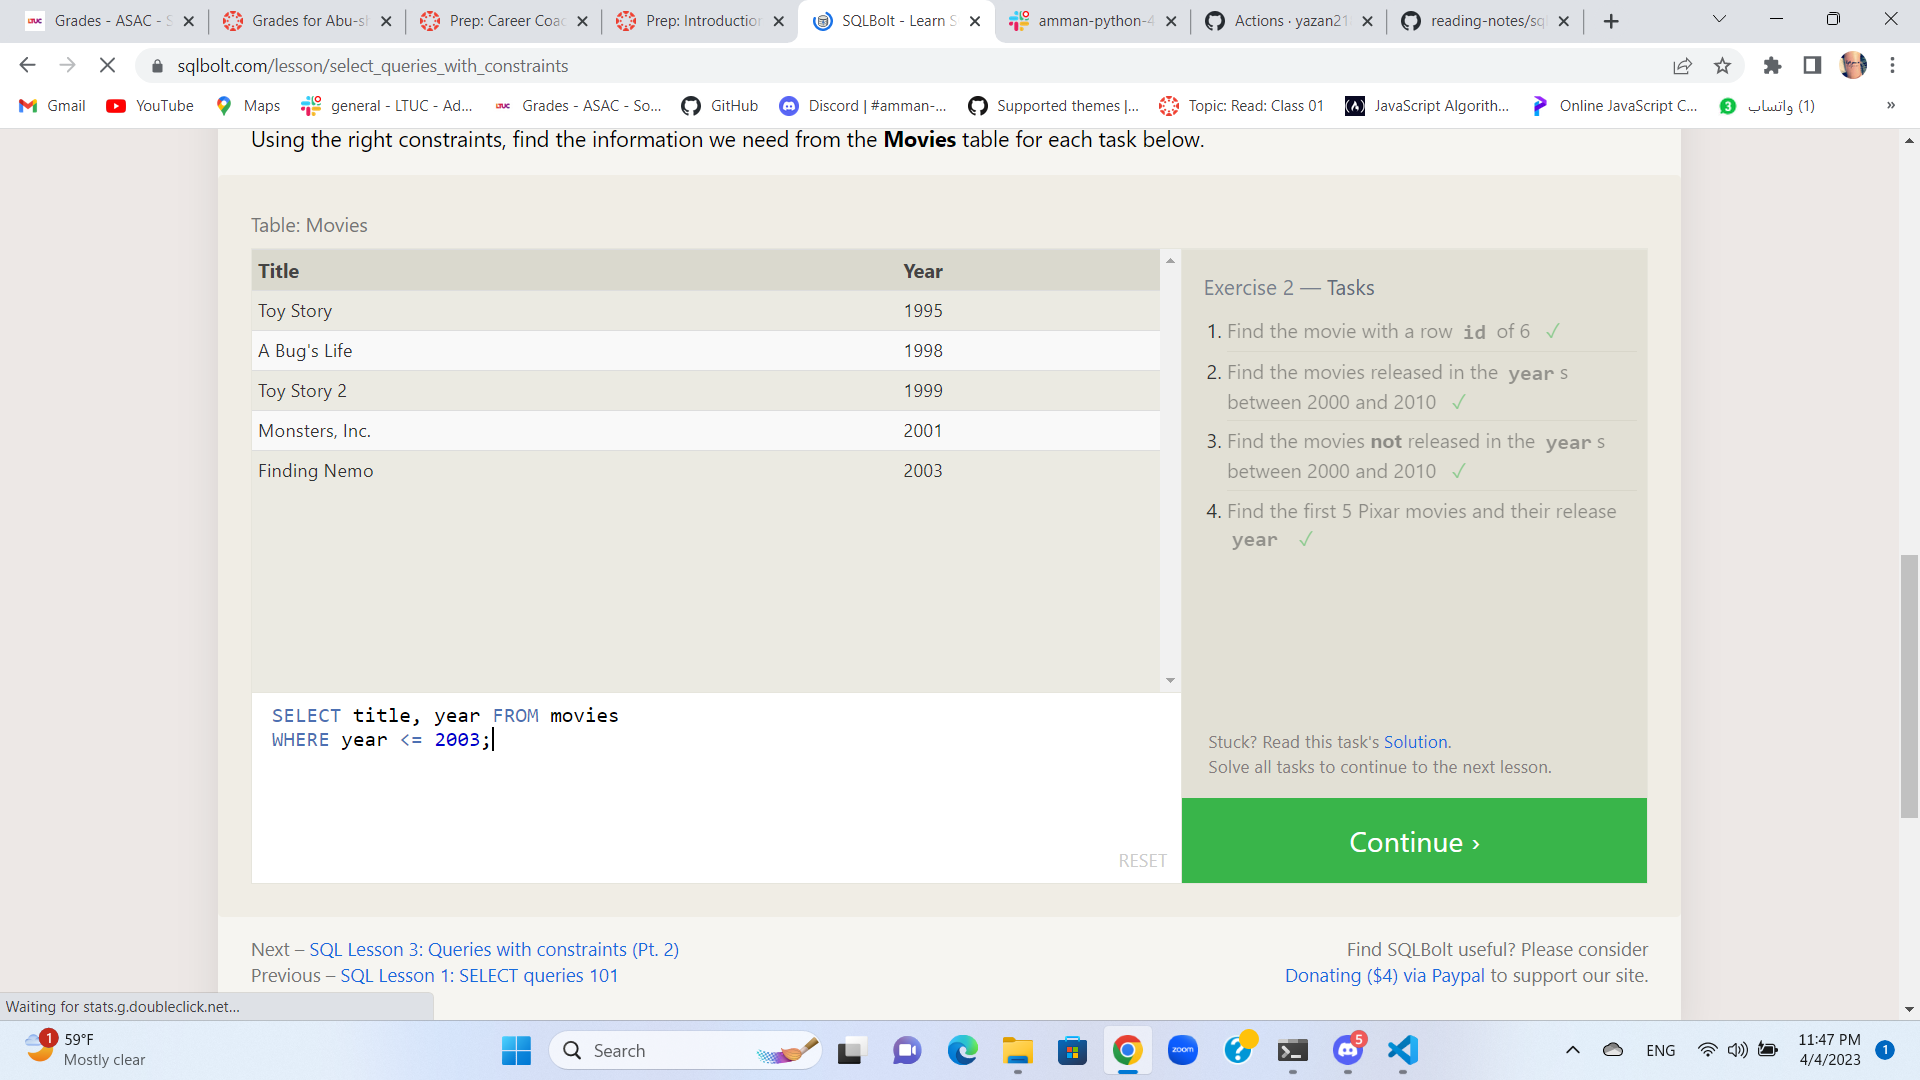 Grades - ASAC - S
Grades for Abu-sh
Prep: Career Coac
Prep: Introduction
SQLBolt - Learn S
amman-python-4
Actions · yazan21
reading-notes/sql
sqlbolt.com/lesson/select_queries_with_constraints
Gmail
YouTube
Maps
general - LTUC - Ad...
LTUC
Grades - ASAC - So...
GitHub
Discord | #amman-...
Supported themes |...
Topic: Read: Class 01
JavaScript Algorith...
Online JavaScript C...
3
(1) واتساب
»
Using the right constraints, find the information we need from the Movies table for each task below.
Table: Movies
Title Year
Toy Story 1995
A Bug's Life 1998
Toy Story 2 1999
Monsters, Inc. 2001
Finding Nemo 2003
SELECT title, year FROM movies
WHERE year <= 2003;
RESET
Exercise 2 — Tasks
1. Find the movie with a row id of 6 ✓
2. Find the movies released in the year s
between 2000 and 2010 ✓
3. Find the movies not released in the year s
between 2000 and 2010 ✓
4. Find the first 5 Pixar movies and their release
year ✓
Stuck? Read this task's Solution.
Solve all tasks to continue to the next lesson.
Continue ›
Next – SQL Lesson 3: Queries with constraints (Pt. 2)
Previous – SQL Lesson 1: SELECT queries 101
Find SQLBolt useful? Please consider
Donating ($4) via Paypal to support our site.
Waiting for stats.g.doubleclick.net...
1
59°F
Mostly clear
Search
zoom
5
ENG
11:47 PM
4/4/2023
1